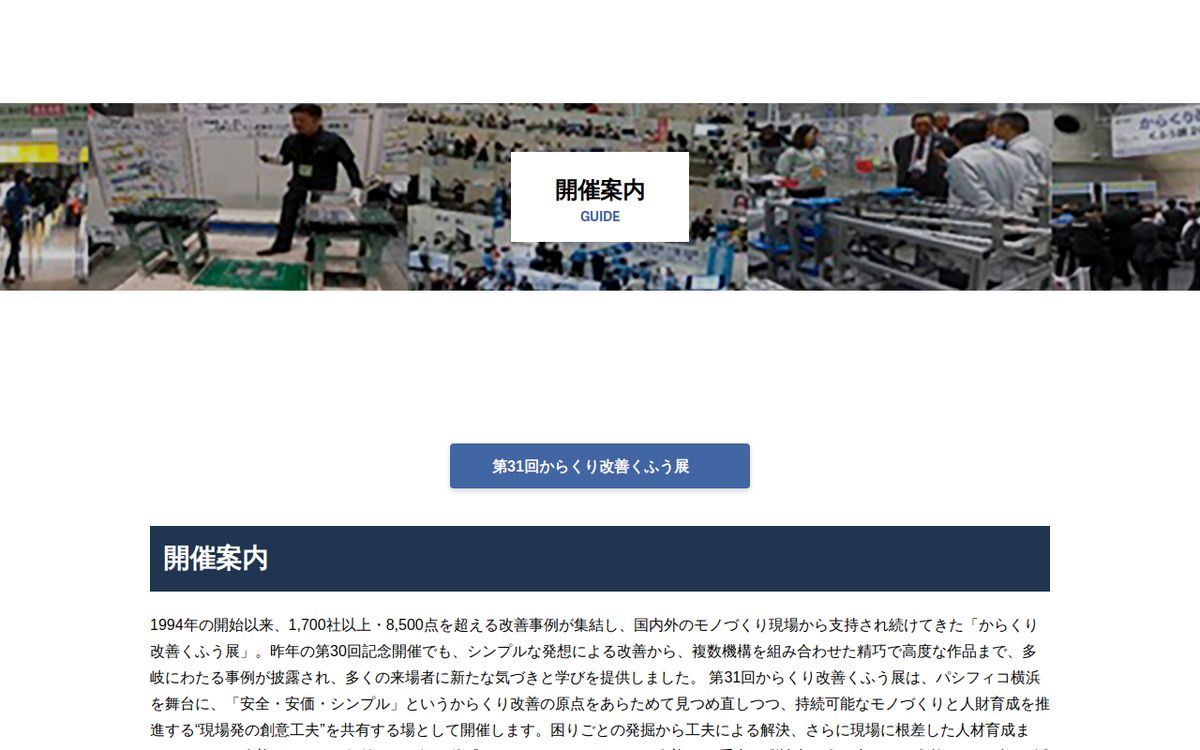 からくり
くふう展
開催案内
GUIDE
第31回からくり改善くふう展
開催案内
1994年の開始以来、1,700社以上・8,500点を超える改善事例が集結し、国内外のモノづくり現場から支持され続けてきた「からくり
改善くふう展」。昨年の第30回記念開催でも、シンプルな発想による改善から、複数機構を組み合わせた精巧で高度な作品まで、多
岐にわたる事例が披露され、多くの来場者に新たな気づきと学びを提供しました。 第31回からくり改善くふう展は、パシフィコ横浜
を舞台に、「安全・安価・シンプル」というからくり改善の原点をあらためて見つめ直しつつ、持続可能なモノづくりと人財育成を推
進する“現場発の創意工夫”を共有する場として開催します。困りごとの発掘から工夫による解決、さらに現場に根差した人材育成ま